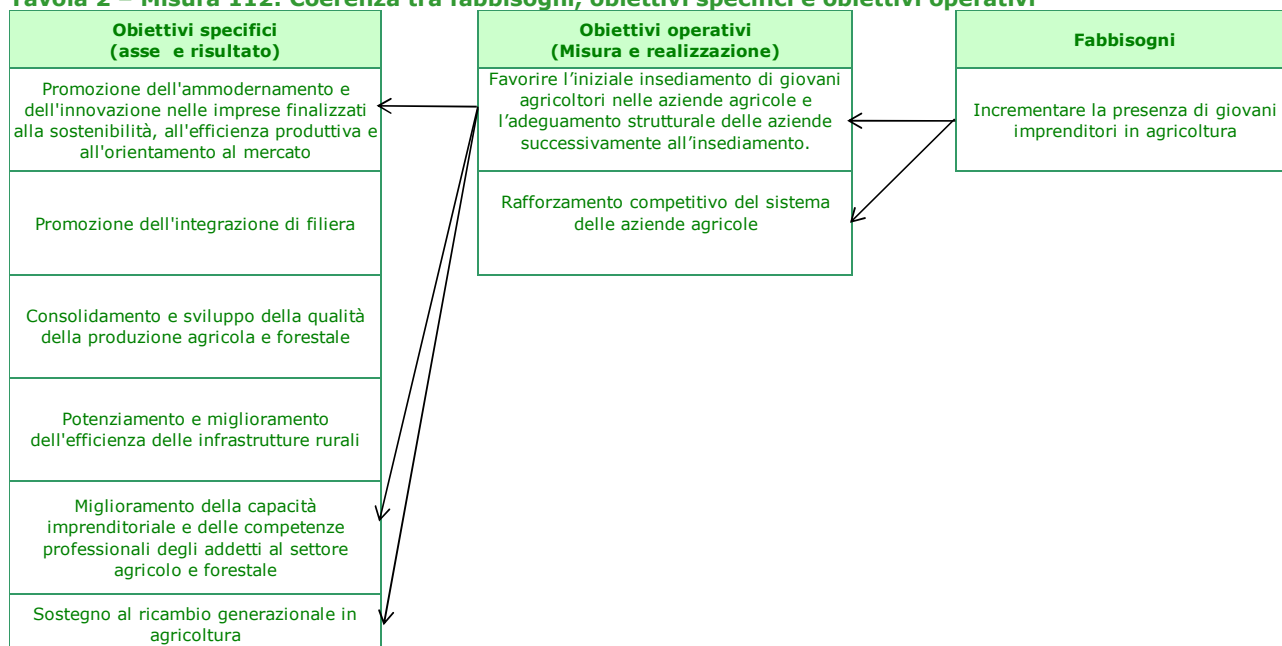 Tavola 2 – Misura 112. Coerenza tra fabbisogni, obiettivi specifici e obiettivi operativi
Obiettivi specifici
(asse e risultato)
Promozione dell'ammodernamento e
dell'innovazione nelle imprese finalizzati
alla sostenibilità, all'efficienza produttiva e
all'orientamento al mercato
Promozione dell'integrazione di filiera
Consolidamento e sviluppo della qualità
della produzione agricola e forestale
Potenziamento e miglioramento
dell'efficienza delle infrastrutture rurali
Miglioramento della capacità
imprenditoriale e delle competenze
professionali degli addetti al settore
agricolo e forestale
Sostegno al ricambio generazionale in
agricoltura
Obiettivi operativi
(Misura e realizzazione)
Favorire l’iniziale insediamento di giovani
agricoltori nelle aziende agricole e
l’adeguamento strutturale delle aziende
successivamente all’insediamento.
Rafforzamento competitivo del sistema
delle aziende agricole
Fabbisogni
Incrementare la presenza di giovani
imprenditori in agricoltura